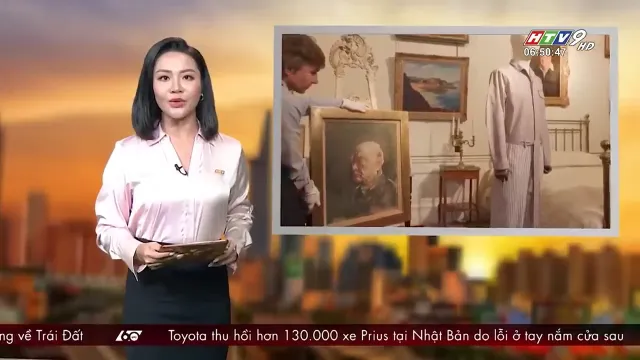 HTV9 HD
06:50:47
ng về Trái Đất 60 Toyota thu hồi hơn 130.000 xe Prius tại Nhật Bản do lỗi ở tay nắm cửa sau